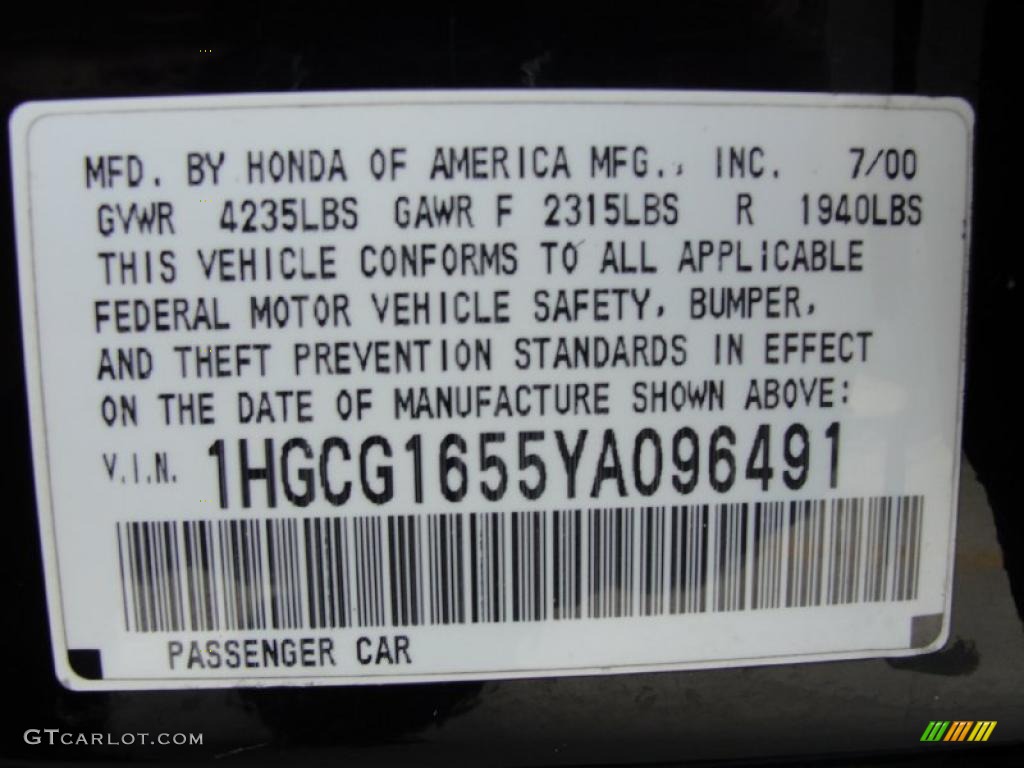 MFD. BY HONDA OF AMERICA MFG., INC. 7/00
GVWR 4235LBS GAWR F 2315LBS R 1940LBS
THIS VEHICLE CONFORMS TO ALL APPLICABLE
FEDERAL MOTOR VEHICLE SAFETY, BUMPER,
AND THEFT PREVENTION STANDARDS IN EFFECT
ON THE DATE OF MANUFACTURE SHOWN ABOVE:
V.I.N. 1HGCG1655YA096491
PASSENGER CAR
GTCARLOT.COM